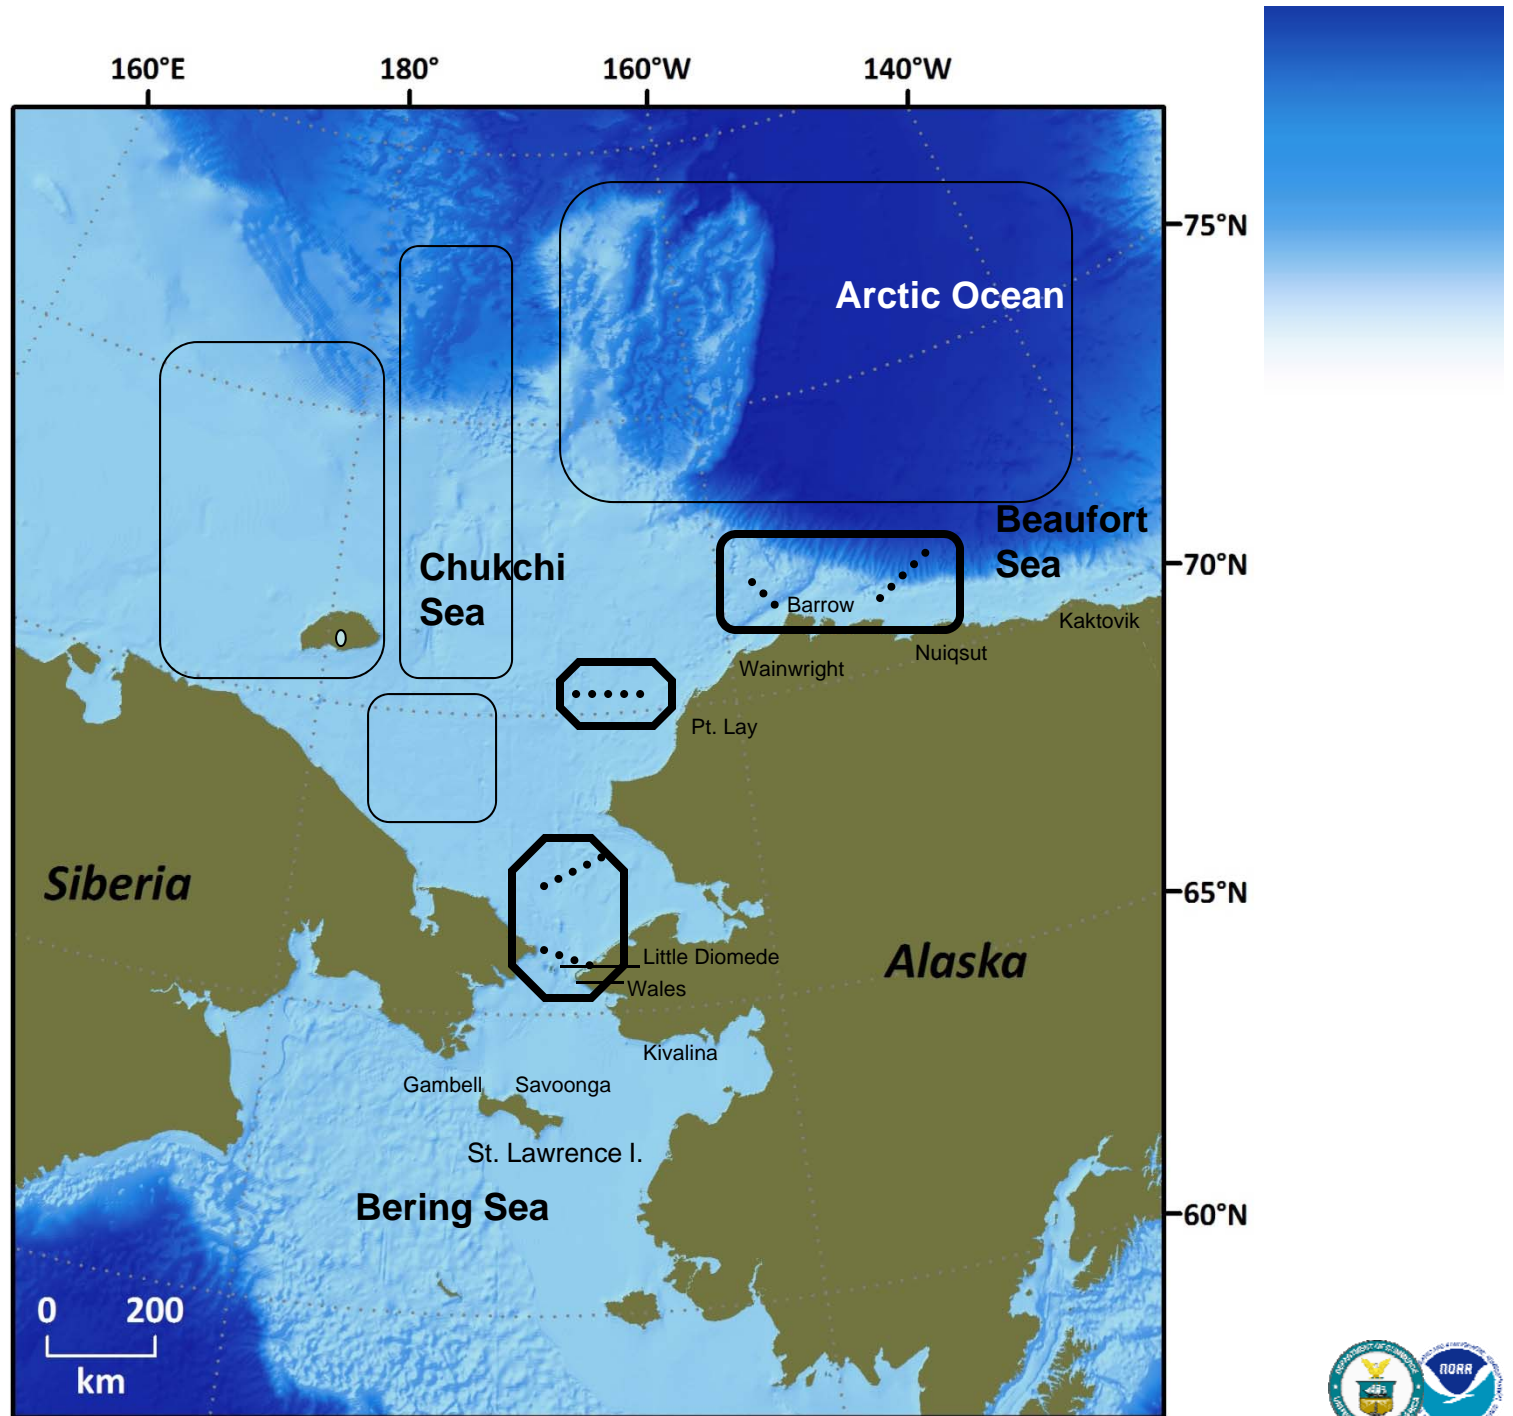 160°E 180° 160°W 140°W
75°N
Arctic Ocean
Beaufort
Sea
70°N
Chukchi
Sea
Barrow
Kaktovik
Nuiqsut
Wainwright
Pt. Lay
Siberia
65°N
Alaska
Little Diomede
Wales
Kivalina
Gambell Savoonga
St. Lawrence I.
Bering Sea
60°N
0 200
km
NOAA